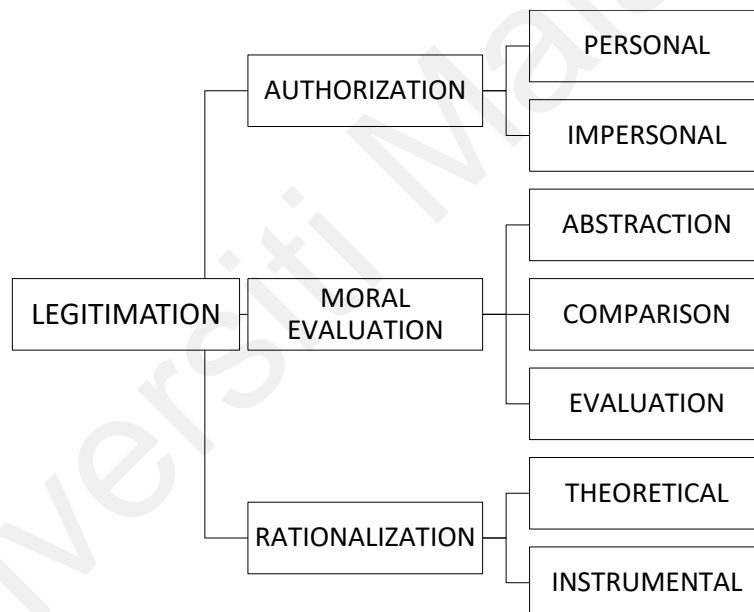 PERSONAL
AUTHORIZATION
IMPERSONAL
ABSTRACTION
LEGITIMATION
MORAL
EVALUATION
COMPARISON
EVALUATION
THEORETICAL
RATIONALIZATION
INSTRUMENTAL